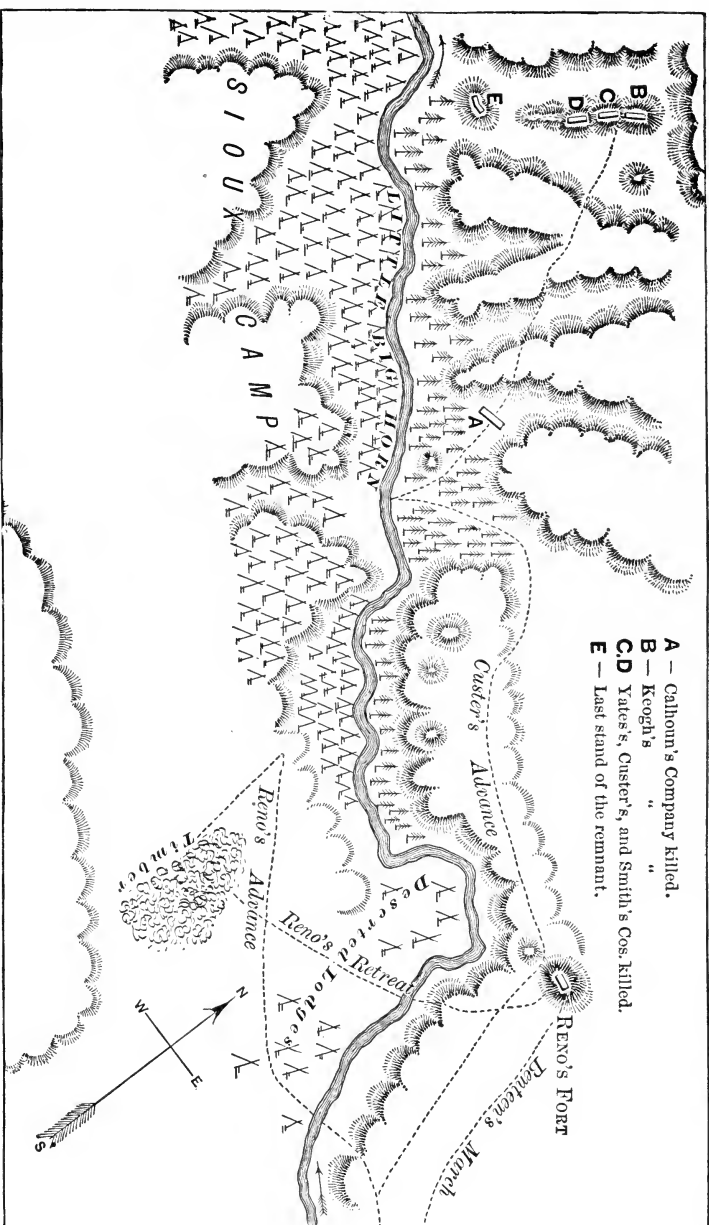 A — Calhoun's Company killed.
B — Keogh's " "
C.D Yates's, Custer's, and Smith's Cos. killed.
E — Last stand of the remnant.
B
C
D
E
A
SIOUX CAMP
LITTLE BIG HORN
Custer's Advance
RENO'S FORT
Benteen's March
Deserted Lodges
Reno's Retreat
Reno's Advance
Timber
N
W
E
S